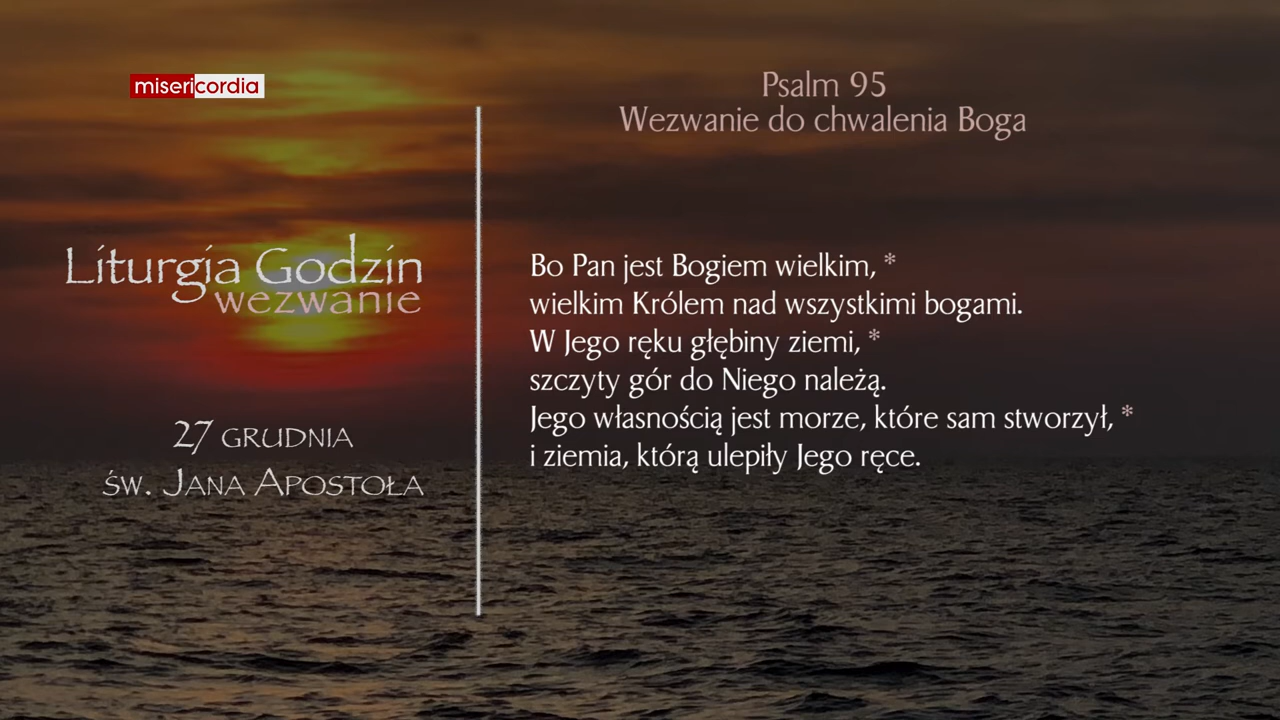 misericordia
Liturgia Godzin
wezwanie
27 GRUDNIA
ŚW. JANA APOSTOŁA
Psalm 95
Wezwanie do chwalenia Boga
Bo Pan jest Bogiem wielkim, *
wielkim Królem nad wszystkimi bogami.
W Jego ręku głębiny ziemi, *
szczyty gór do Niego należą.
Jego własnością jest morze, które sam stworzył, *
i ziemia, którą ulepiły Jego ręce.